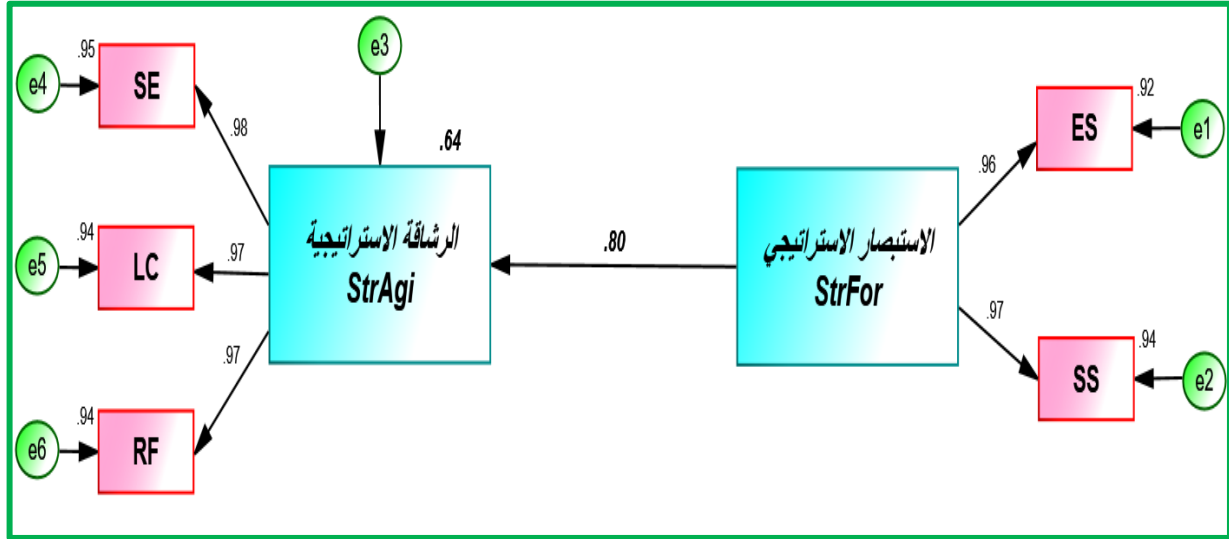 .95
e4
SE
.98
.94
e5
LC
.97
.94
e6
RF
.97
e3
.64
الرشاقة الاستراتيجية
StrAgi
.80
الاستبصار الاستراتيجي
StrFor
.96
.92
ES
e1
.97
.94
SS
e2